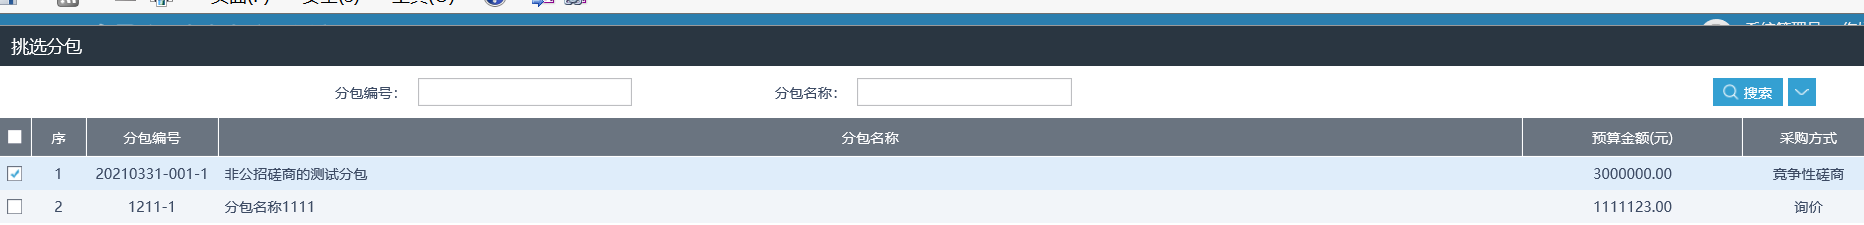 挑选分包
分包编号： 分包名称： 搜索
序 分包编号 分包名称 预算金额(元) 采购方式
1 20210331-001-1 非公招磋商的测试分包 3000000.00 竞争性磋商
2 1211-1 分包名称1111 1111123.00 询价